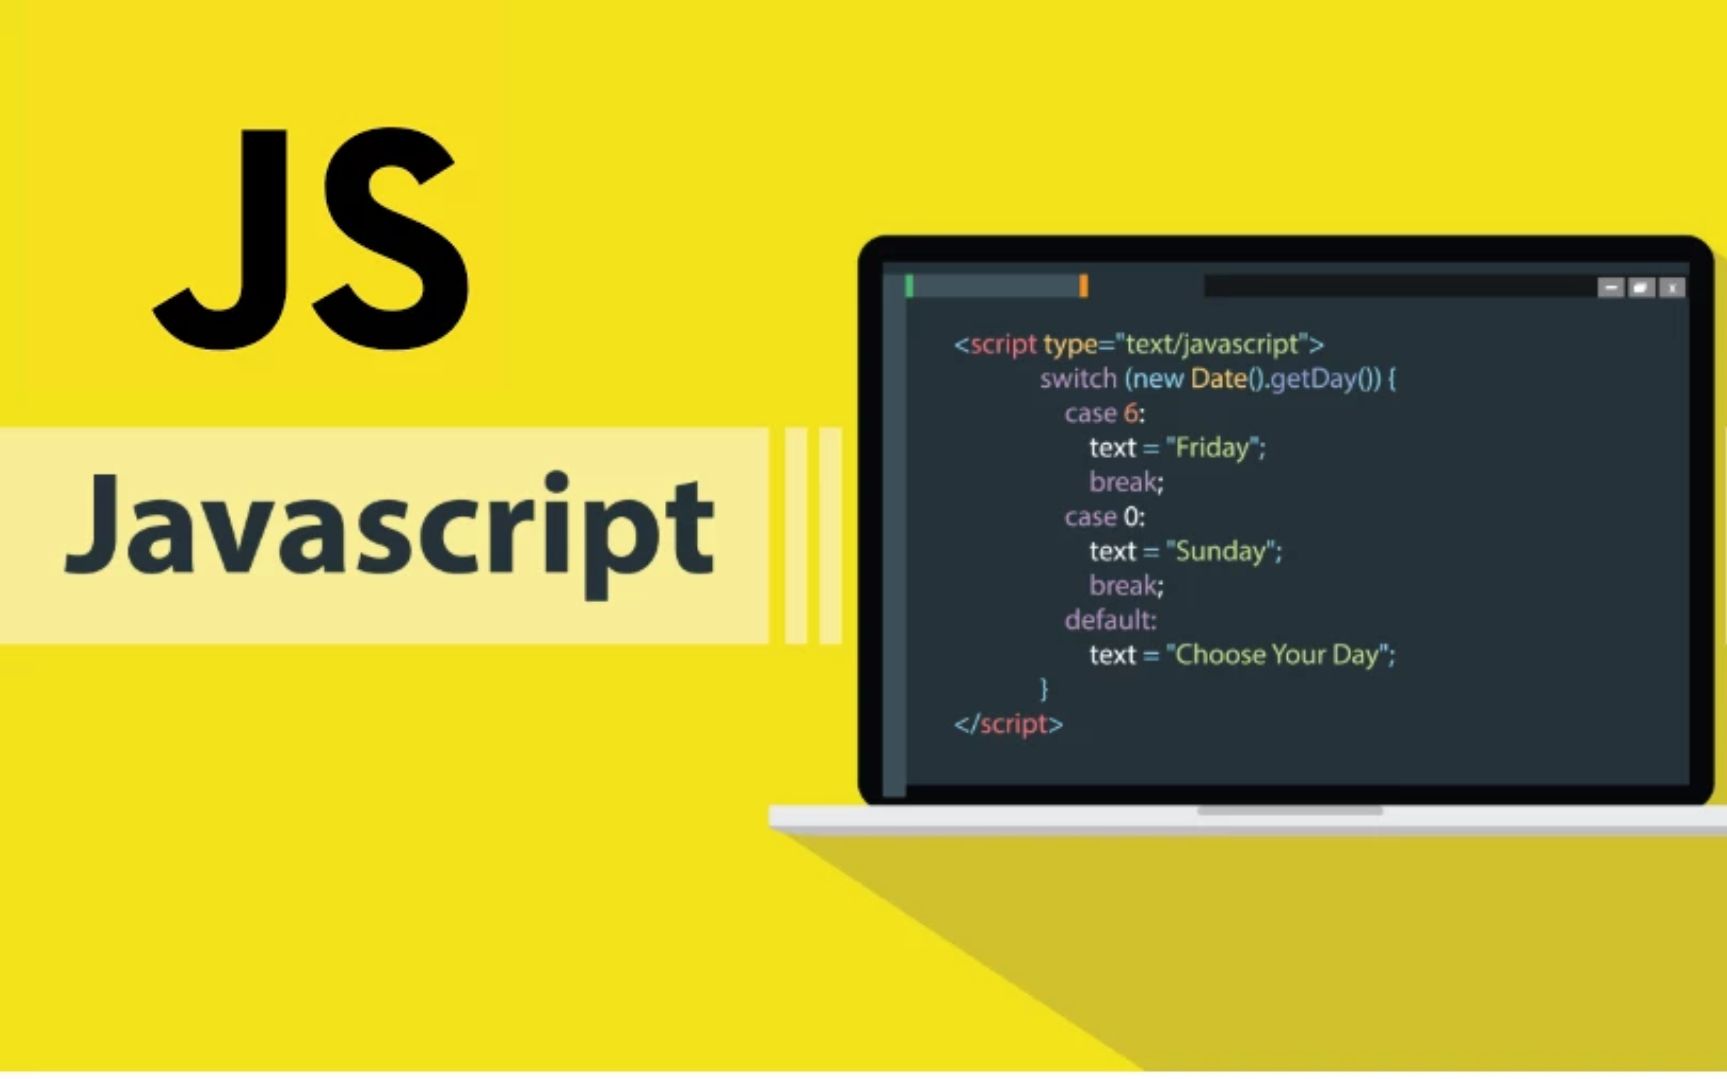 JS
Javascript
<script type="text/javascript">
switch (new Date().getDay()) {
case 6:
text = "Friday";
break;
case 0:
text = "Sunday";
break;
default:
text = "Choose Your Day";
}
</script>